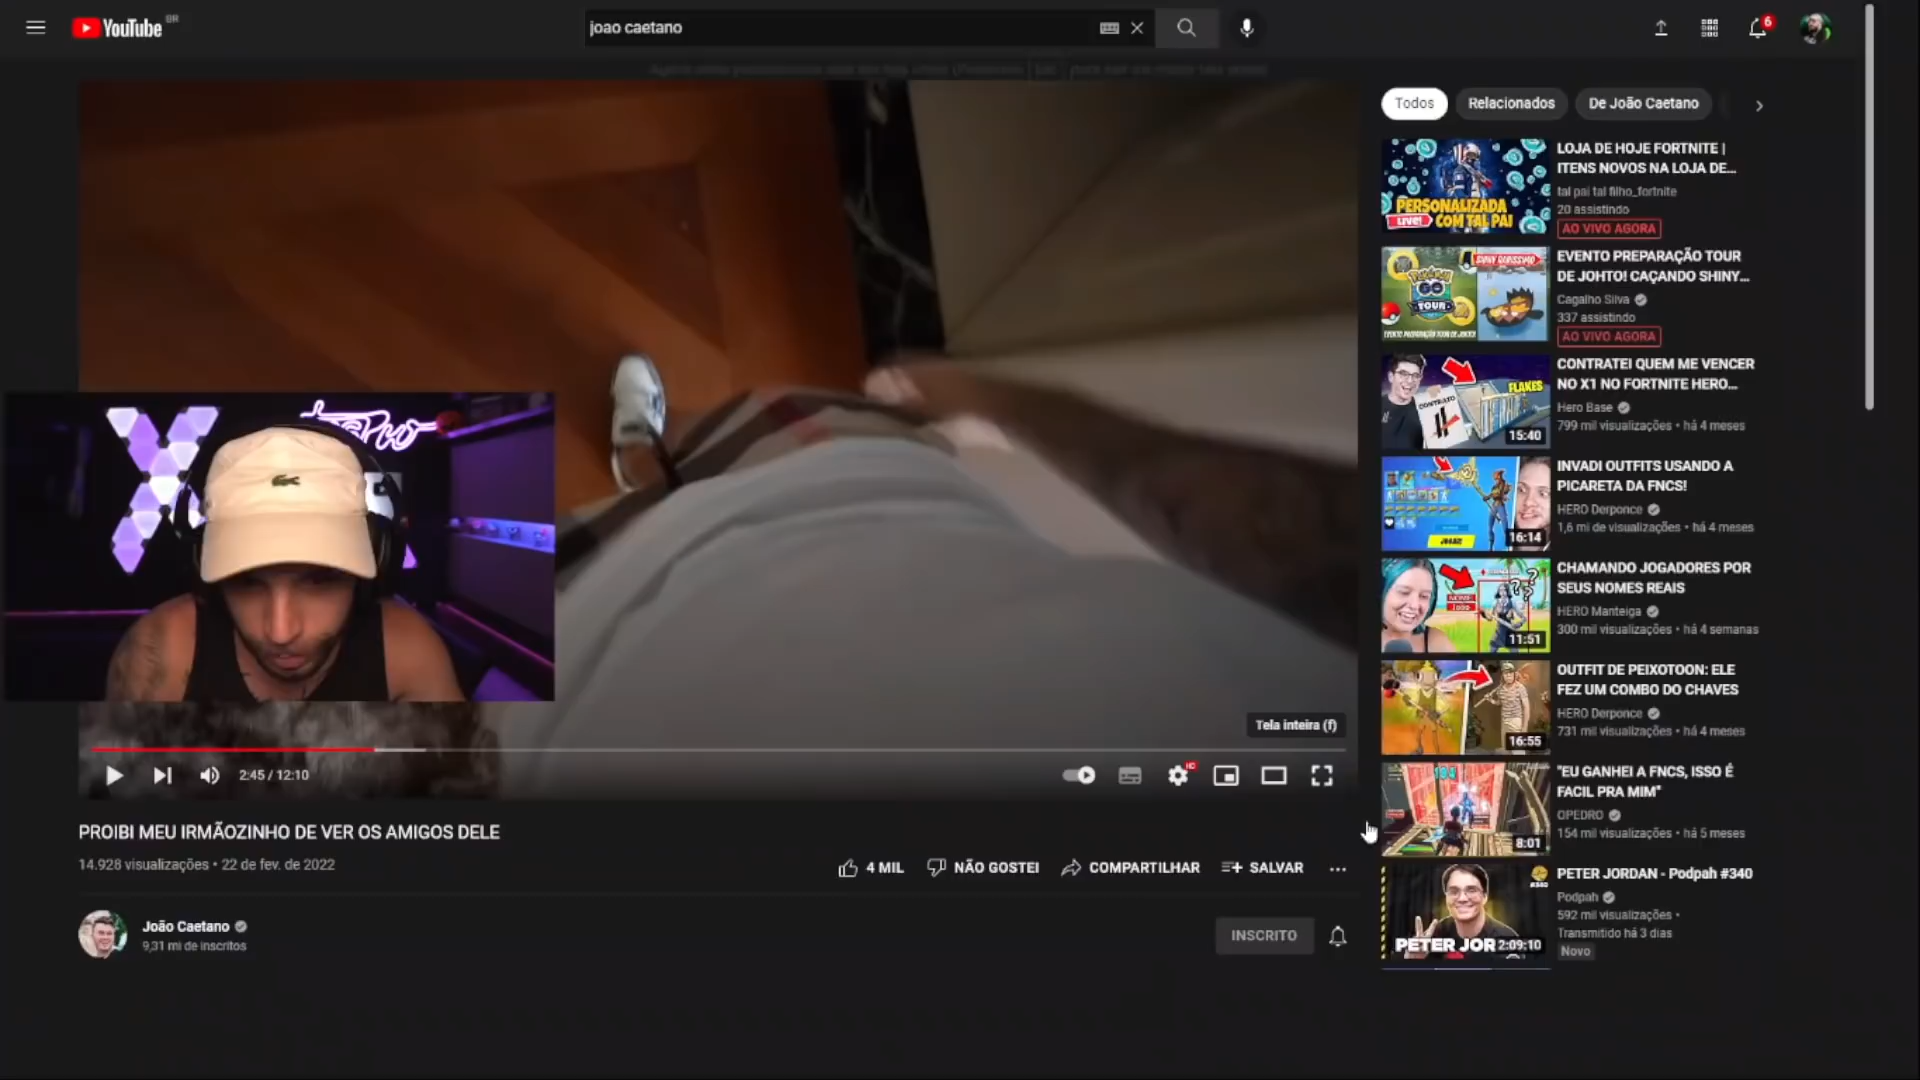 YouTube BR
joao caetano
6
Todos
Relacionados
De João Caetano
PERSONALIZADA
LIVE! COM TAL PAI
LOJA DE HOJE FORTNITE |
ITENS NOVOS NA LOJA DE...
tal pai tal filho_fortnite
20 assistindo
AO VIVO AGORA
GO
TOUR
EVENTO PREPARAÇÃO TOUR
DE JOHTO! CAÇANDO SHINY...
Cagalho Silva
337 assistindo
AO VIVO AGORA
CONTRATO
FLAKES
15:40
CONTRATEI QUEM ME VENCER
NO X1 NO FORTNITE HERO...
Hero Base
799 mil visualizações • há 4 meses
16:14
INVADI OUTFITS USANDO A
PICARETA DA FNCS!
HERO Derponce
1,6 mi de visualizações • há 4 meses
11:51
CHAMANDO JOGADORES POR
SEUS NOMES REAIS
HERO Manteiga
300 mil visualizações • há 4 semanas
16:55
OUTFIT DE PEIXOTOON: ELE
FEZ UM COMBO DO CHAVES
HERO Derponce
731 mil visualizações • há 4 meses
8:01
"EU GANHEI A FNCS, ISSO É
FACIL PRA MIM"
OPEDRO
154 mil visualizações • há 5 meses
PETER JOR
2:09:10
PETER JORDAN - Podpah #340
Podpah
592 mil visualizações •
Transmitido há 3 dias
Novo
Tela inteira (f)
2:45 / 12:10
HD
PROIBI MEU IRMÃOZINHO DE VER OS AMIGOS DELE
14.928 visualizações • 22 de fev. de 2022
4 MIL
NÃO GOSTEI
COMPARTILHAR
SALVAR
João Caetano
9,31 mi de inscritos
INSCRITO